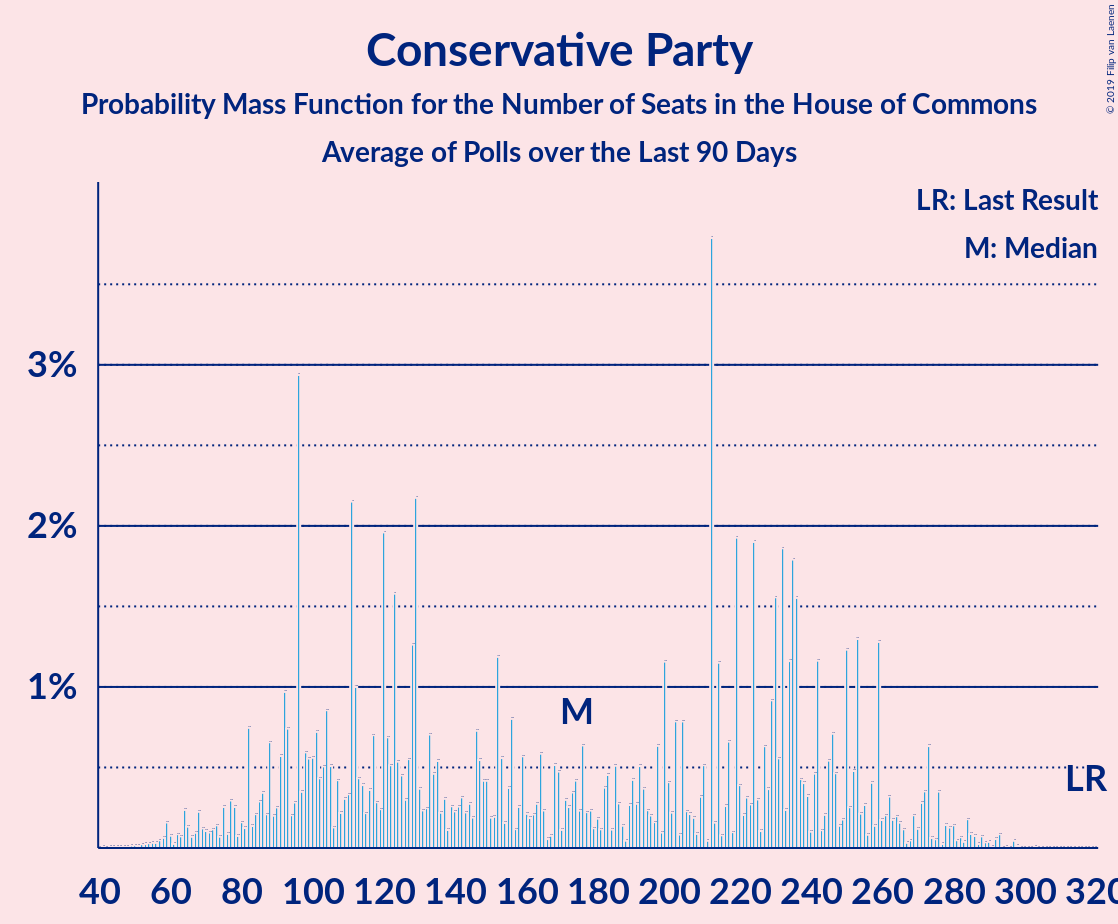 Conservative Party
Probability Mass Function for the Number of Seats in the House of Commons
Average of Polls over the Last 90 Days
© 2019 Filip van Laenen
LR: Last Result
M: Median
3%
2%
1%
M
LR
40 60 80 100 120 140 160 180 200 220 240 260 280 300 320